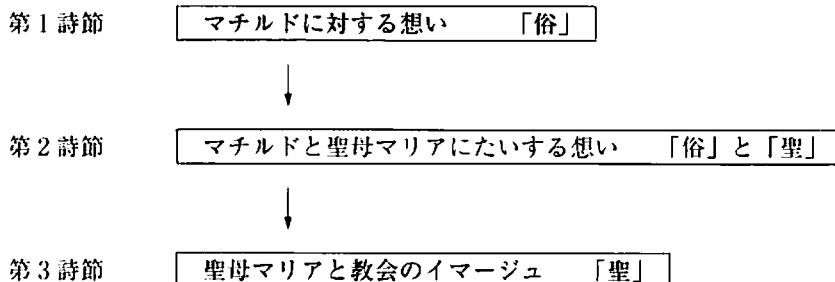 第1詩節 マチルドに対する想い 「俗」
第2詩節 マチルドと聖母マリアにたいする想い 「俗」と「聖」
第3詩節 聖母マリアと教会のイマージュ 「聖」